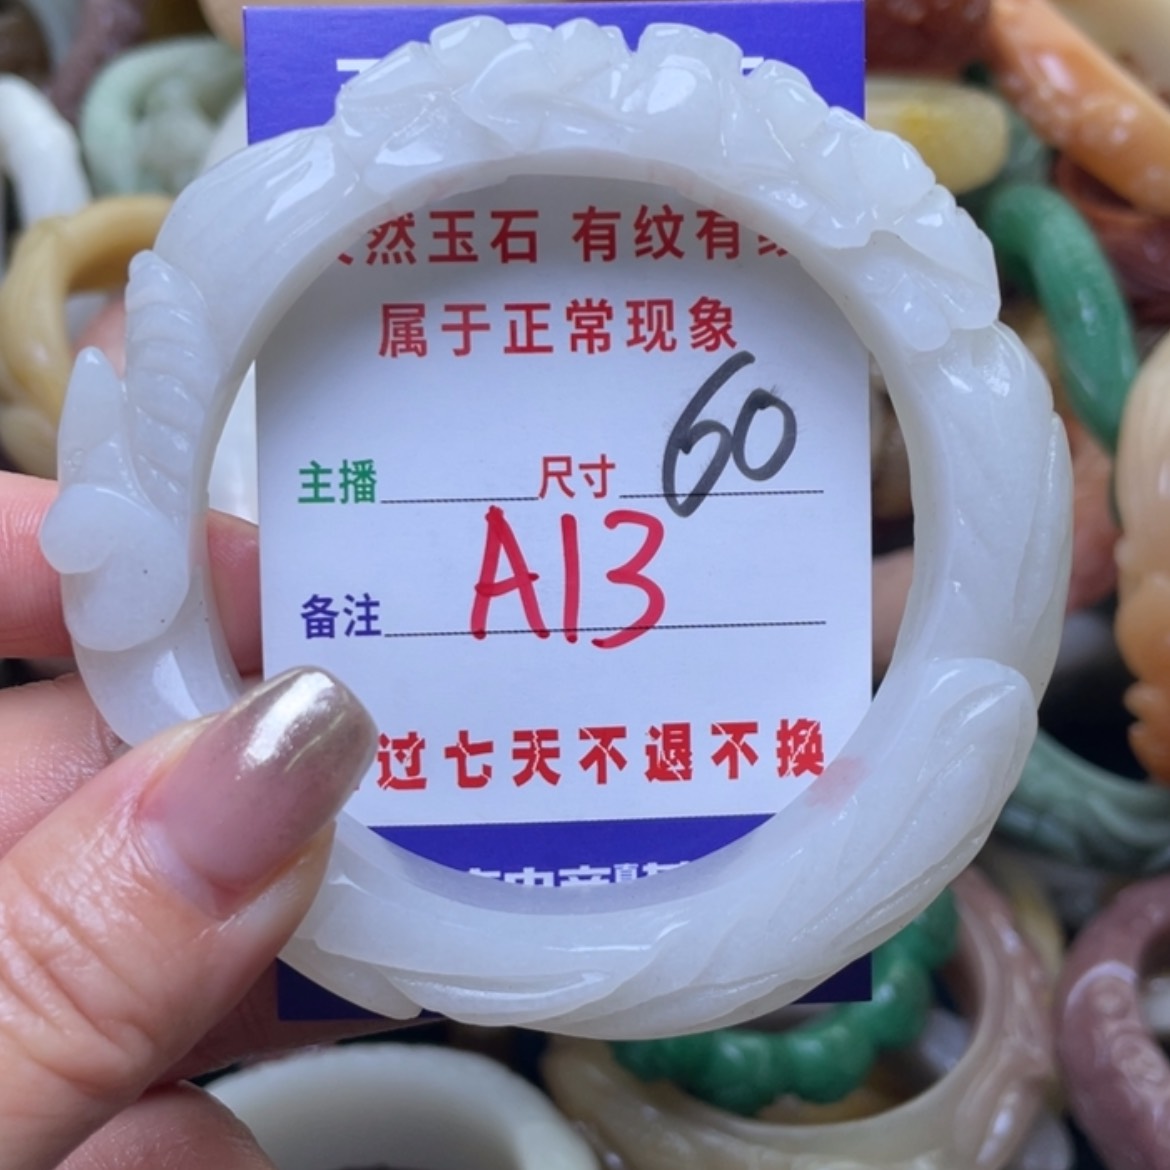 然玉石 有纹有
属于正常现象
主播 尺寸 60
A13
备注
过七天不退不换